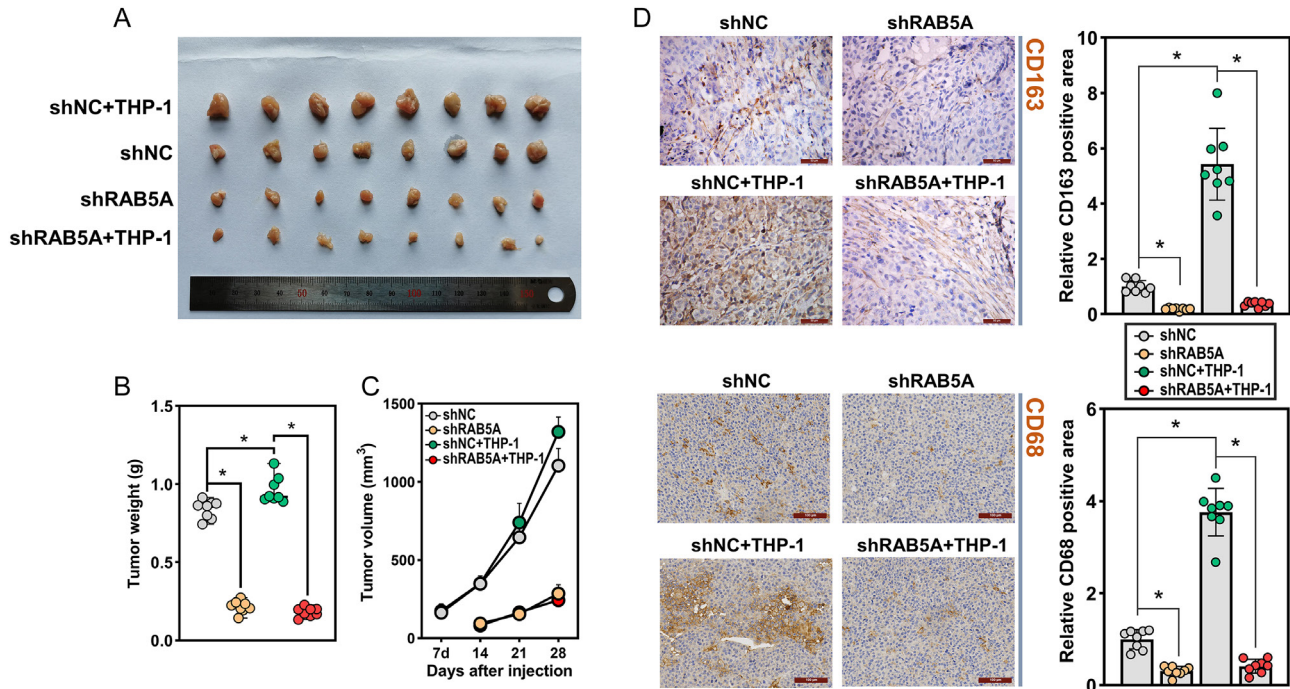 A
shNC+THP-1
shNC
shRAB5A
shRAB5A+THP-1
B
Tumor weight (g)
1.5
1.0
0.5
0.0
C
Tumor volume (mm³)
1500
1000
500
0
shNC
shRAB5A
shNC+THP-1
shRAB5A+THP-1
7d 14 21 28
Days after injection
D
shNC shRAB5A
shNC+THP-1 shRAB5A+THP-1
CD163
Relative CD163 positive area
10
8
6
4
2
0
* *
*
shNC
shRAB5A
shNC+THP-1
shRAB5A+THP-1
shNC shRAB5A
shNC+THP-1 shRAB5A+THP-1
CD68
100 μm
Relative CD68 positive area
6
4
2
0
* *
*